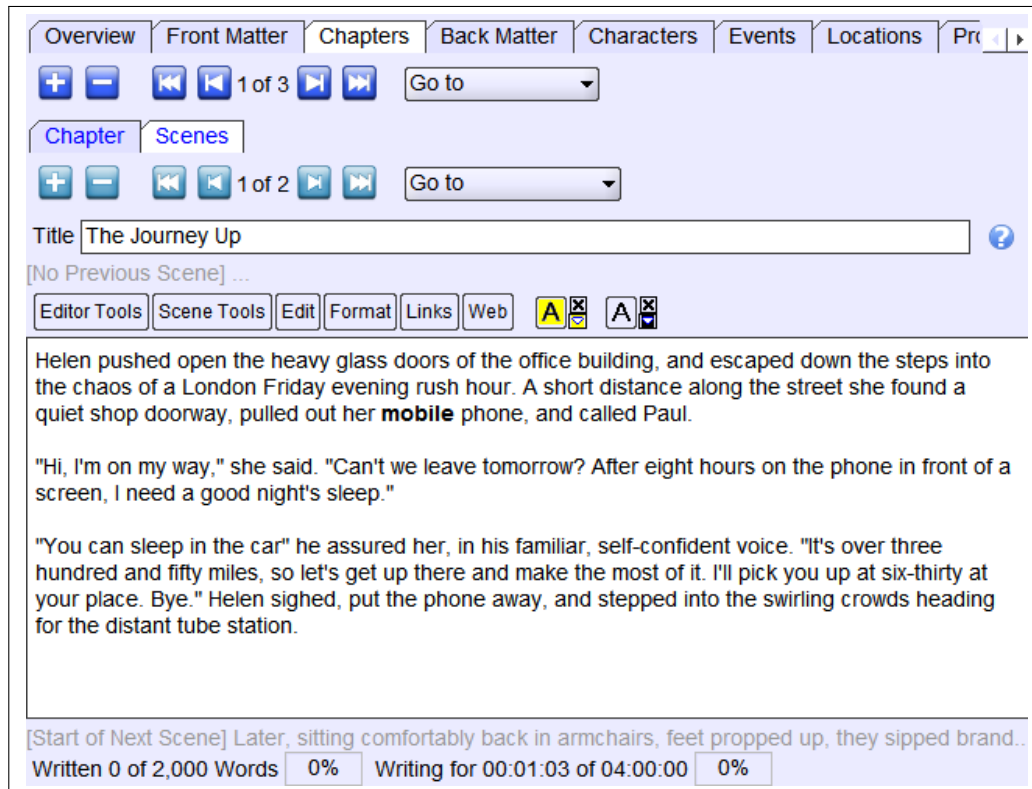 Overview Front Matter Chapters Back Matter Characters Events Locations
1 of 3 Go to
Chapter Scenes
1 of 2 Go to
Title The Journey Up
[No Previous Scene] ...
Editor Tools Scene Tools Edit Format Links Web A A
Helen pushed open the heavy glass doors of the office building, and escaped down the steps into
the chaos of a London Friday evening rush hour. A short distance along the street she found a
quiet shop doorway, pulled out her mobile phone, and called Paul.
"Hi, I'm on my way," she said. "Can't we leave tomorrow? After eight hours on the phone in front of a
screen, I need a good night's sleep."
"You can sleep in the car" he assured her, in his familiar, self-confident voice. "It's over three
hundred and fifty miles, so let's get up there and make the most of it. I'll pick you up at six-thirty at
your place. Bye." Helen sighed, put the phone away, and stepped into the swirling crowds heading
for the distant tube station.
[Start of Next Scene] Later, sitting comfortably back in armchairs, feet propped up, they sipped brand...
Written 0 of 2,000 Words 0% Writing for 00:01:03 of 04:00:00 0%